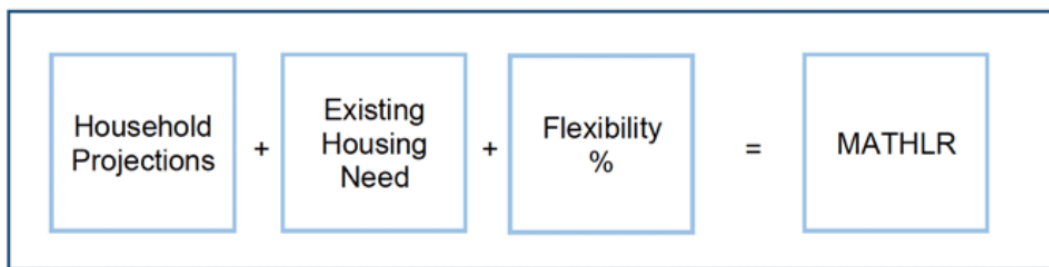 Household
Projections
+
Existing
Housing
Need
+
Flexibility
%
=
MATHLR